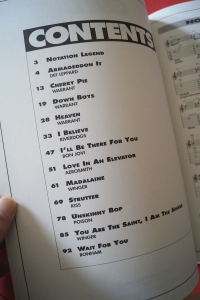 CONTENTS
3 NOTATION LEGEND
4 ARMAGEDDON IT
DEF LEPPARD
13 CHERRY PIE
WARRANT
19 DOWN BOYS
WARRANT
28 HEAVEN
WARRANT
33 I BELIEVE
RIVERDOGS
47 I'LL BE THERE FOR YOU
BON JOVI
51 LOVE IN AN ELEVATOR
AEROSMITH
61 MADALAINE
WINGER
69 STRUTTER
KISS
78 UNSKINNY BOP
POISON
85 YOU ARE THE SAINT, I AM THE SINNER
WINGER
92 WAIT FOR YOU
BONHAM